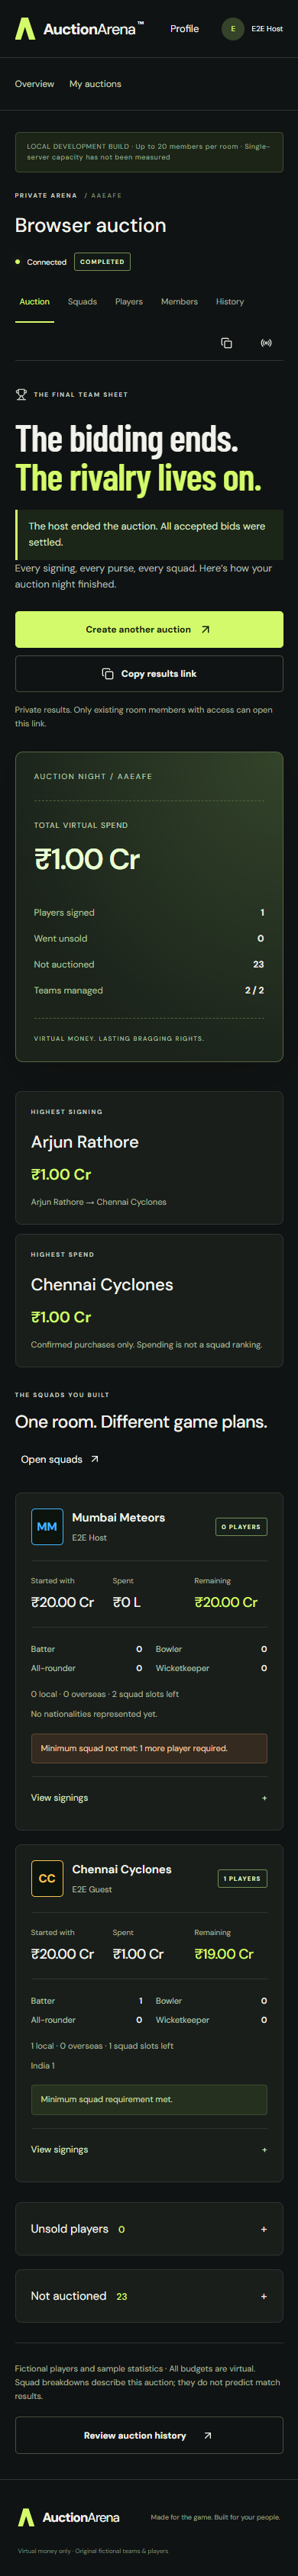 AuctionArena™
Profile
E
E2E Host
Overview
My auctions
LOCAL DEVELOPMENT BUILD · Up to 20 members per room · Single-
server capacity has not been measured
PRIVATE ARENA / AAEAFE
Browser auction
Connected
COMPLETED
Auction
Squads
Players
Members
History
THE FINAL TEAM SHEET
The bidding ends.
The rivalry lives on.
The host ended the auction. All accepted bids were
settled.
Every signing, every purse, every squad. Here's how your
auction night finished.
Create another auction
Copy results link
Private results. Only existing room members with access can open
this link.
AUCTION NIGHT / AAEAFE
TOTAL VIRTUAL SPEND
₹1.00 Cr
Players signed 1
Went unsold 0
Not auctioned 23
Teams managed 2 / 2
VIRTUAL MONEY. LASTING BRAGGING RIGHTS.
HIGHEST SIGNING
Arjun Rathore
₹1.00 Cr
Arjun Rathore → Chennai Cyclones
HIGHEST SPEND
Chennai Cyclones
₹1.00 Cr
Confirmed purchases only. Spending is not a squad ranking.
THE SQUADS YOU BUILT
One room. Different game plans.
Open squads
MM
Mumbai Meteors
E2E Host
0 PLAYERS
Started with Spent Remaining
₹20.00 Cr ₹0 L ₹20.00 Cr
Batter 0 Bowler 0
All-rounder 0 Wicketkeeper 0
0 local · 0 overseas · 2 squad slots left
No nationalities represented yet.
Minimum squad not met: 1 more player required.
View signings +
CC
Chennai Cyclones
E2E Guest
1 PLAYERS
Started with Spent Remaining
₹20.00 Cr ₹1.00 Cr ₹19.00 Cr
Batter 1 Bowler 0
All-rounder 0 Wicketkeeper 0
1 local · 0 overseas · 1 squad slots left
India 1
Minimum squad requirement met.
View signings +
Unsold players 0 +
Not auctioned 23 +
Fictional players and sample statistics · All budgets are virtual.
Squad breakdowns describe this auction; they do not predict match
results.
Review auction history
AuctionArena
Made for the game. Built for your people.
Virtual money only · Original fictional teams & players